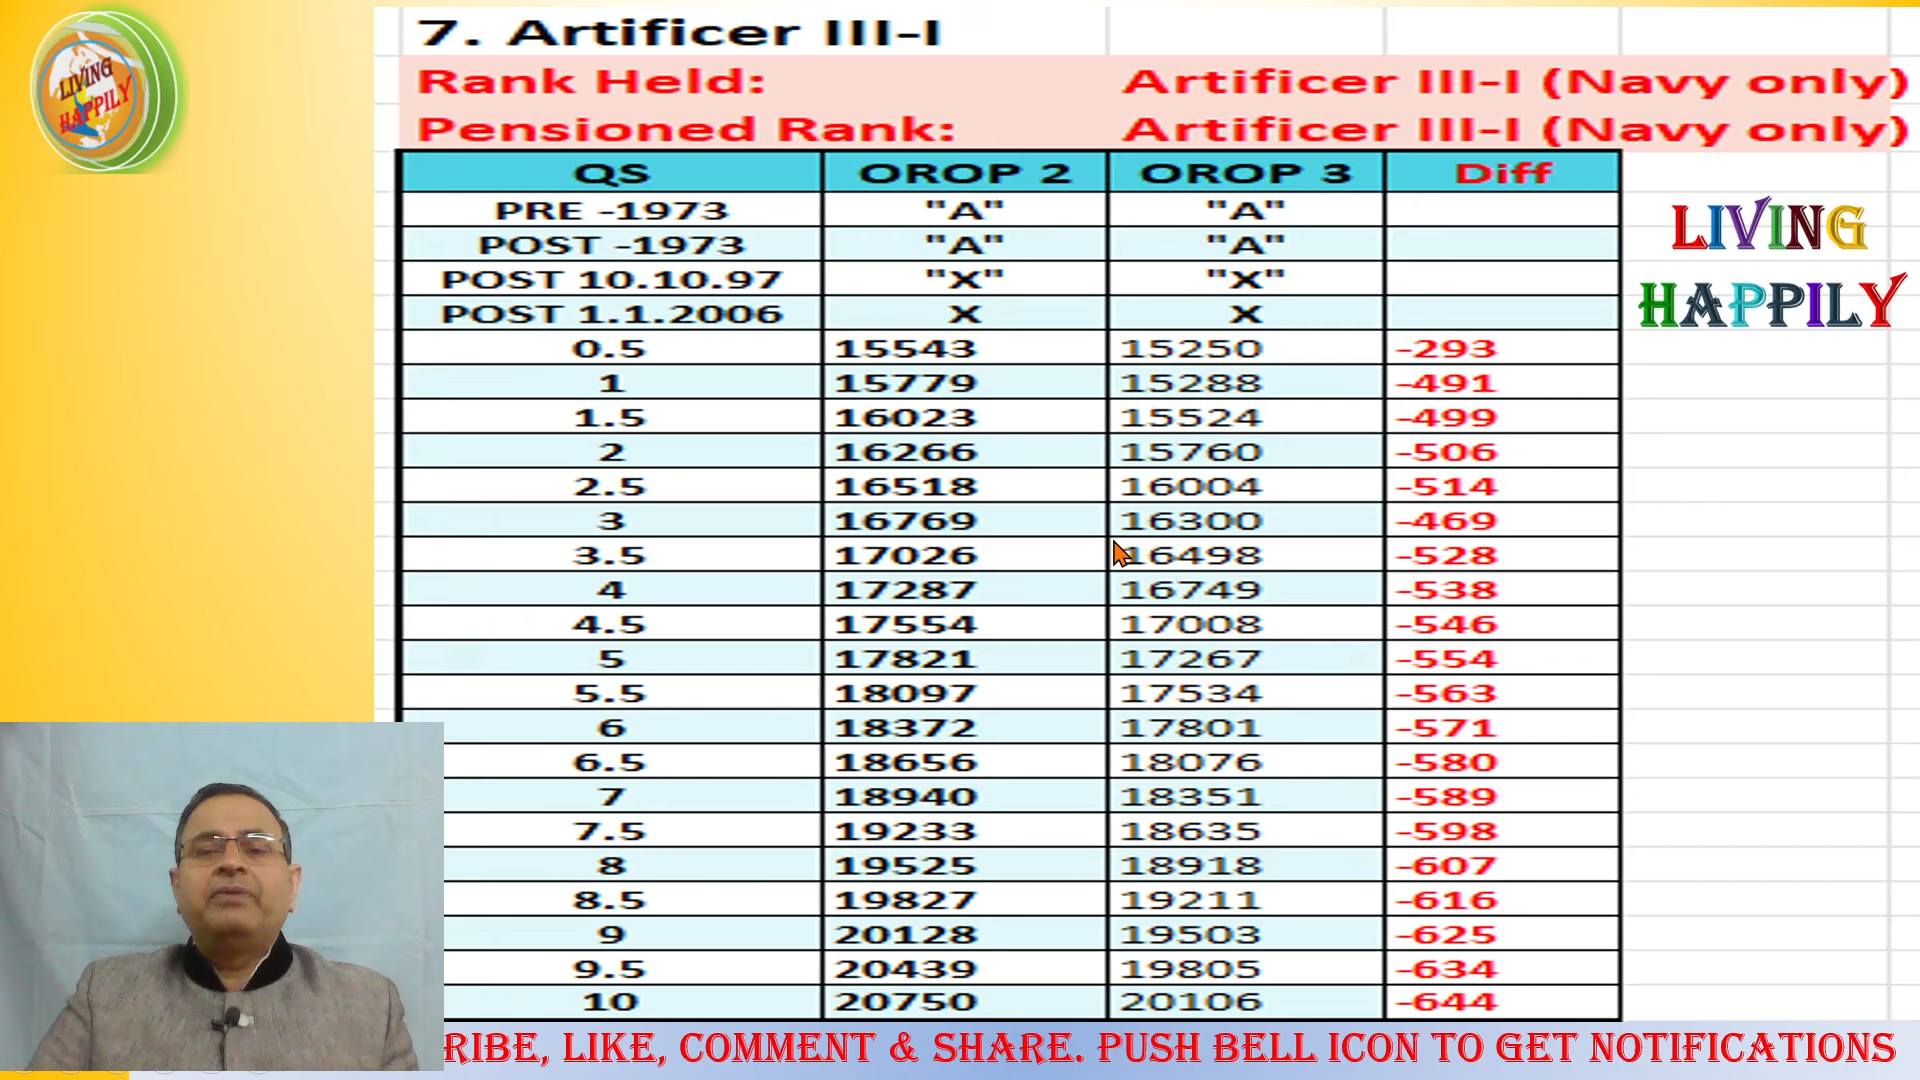 LIVING
HAPPILY
7. Artificer III-I
Rank Held: Artificer III-I (Navy only)
Pensioned Rank: Artificer III-I (Navy only)
QS OROP 2 OROP 3 Diff
PRE -1973 "A" "A"
POST -1973 "A" "A"
POST 10.10.97 "X" "X"
POST 1.1.2006 X X
0.5 15543 15250 -293
1 15779 15288 -491
1.5 16023 15524 -499
2 16266 15760 -506
2.5 16518 16004 -514
3 16769 16300 -469
3.5 17026 16498 -528
4 17287 16749 -538
4.5 17554 17008 -546
5 17821 17267 -554
5.5 18097 17534 -563
6 18372 17801 -571
6.5 18656 18076 -580
7 18940 18351 -589
7.5 19233 18635 -598
8 19525 18918 -607
8.5 19827 19211 -616
9 20128 19503 -625
9.5 20439 19805 -634
10 20750 20106 -644
LIVING
HAPPILY
RIBE, LIKE, COMMENT & SHARE. PUSH BELL ICON TO GET NOTIFICATIONS